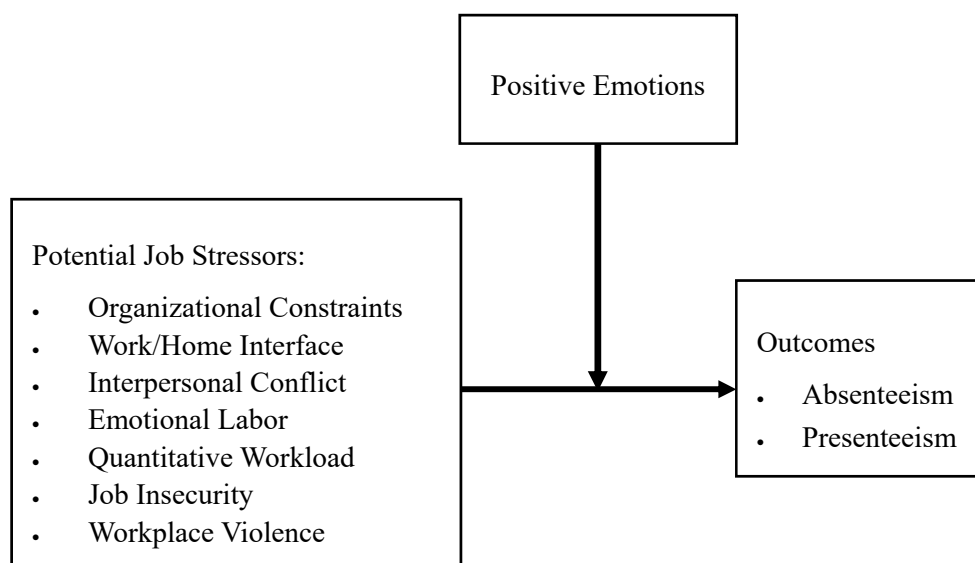 Positive Emotions
Potential Job Stressors:
• Organizational Constraints
• Work/Home Interface
• Interpersonal Conflict
• Emotional Labor
• Quantitative Workload
• Job Insecurity
• Workplace Violence
Outcomes
• Absenteeism
• Presenteeism